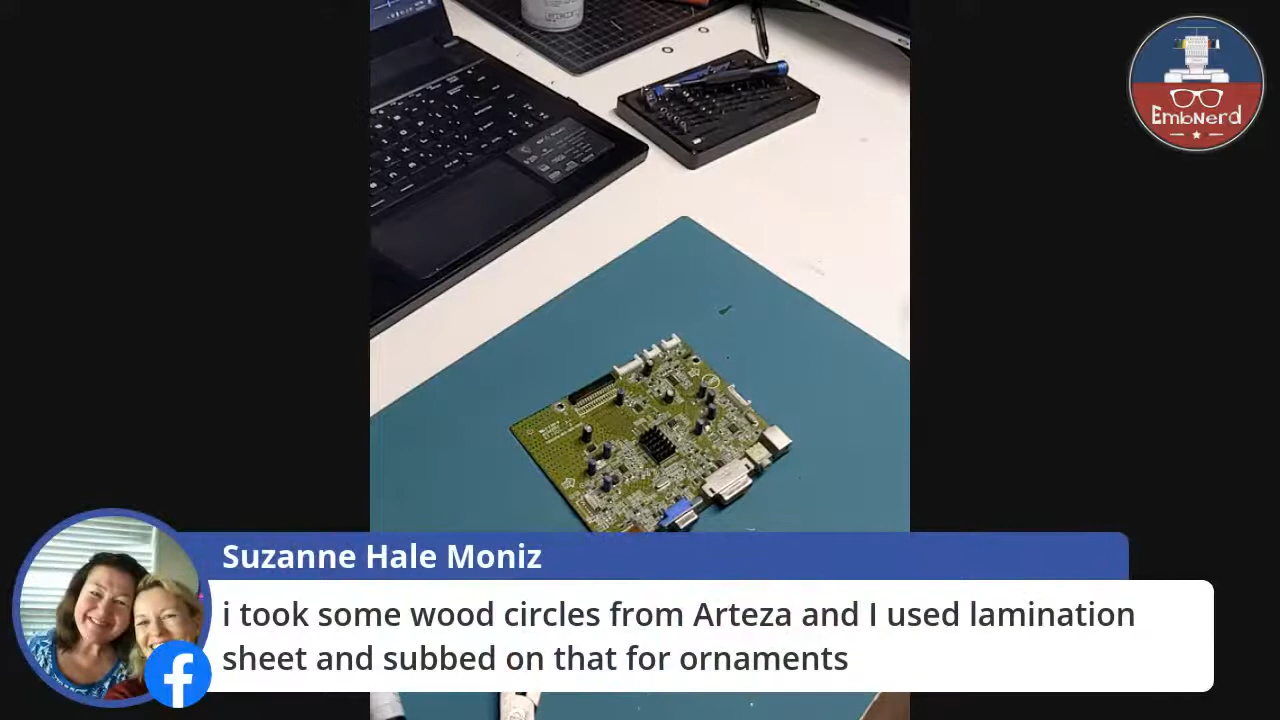 EmbNerd
Suzanne Hale Moniz
i took some wood circles from Arteza and I used lamination
sheet and subbed on that for ornaments